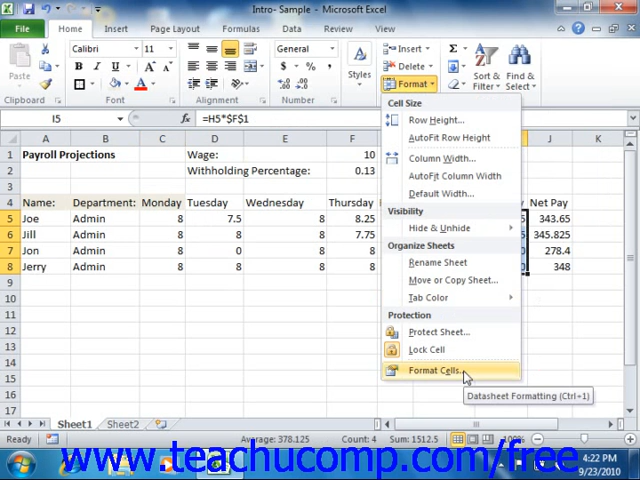 Intro- Sample - Microsoft Excel
File Home Insert Page Layout Formulas
Paste Calibri 11 General Styles Insert Sort & Find &
B I U $ % , Delete Filter Select
Format
Clipboard Font Alignment Number Editing
I5 fx =H5*$F$1
A B C D E F J K
1 Payroll Projections Wage: 10
2 Withholding Percentage: 0.13
3
4 Name: Department: Monday Tuesday Wednesday Thursday Net Pay
5 Joe Admin 8 7.5 8 8.25 343.65
6 Jill Admin 8 8 8 7.75 345.825
7 Jon Admin 8 0 8 8 278.4
8 Jerry Admin 8 8 8 8 348
9
10
11
12
13
14
15
16
17
Cell Size
Row Height...
AutoFit Row Height
Column Width...
AutoFit Column Width
Default Width...
Visibility
Hide & Unhide
Organize Sheets
Rename Sheet
Move or Copy Sheet...
Tab Color
Protection
Protect Sheet...
Lock Cell
Format Cells...
Datasheet Formatting (Ctrl+1)
Sheet1 Sheet2
Ready Average: 378.125 Count: 4 Sum: 1512.5 100%
www.teachucomp.com/free
4:22 PM
9/23/2010